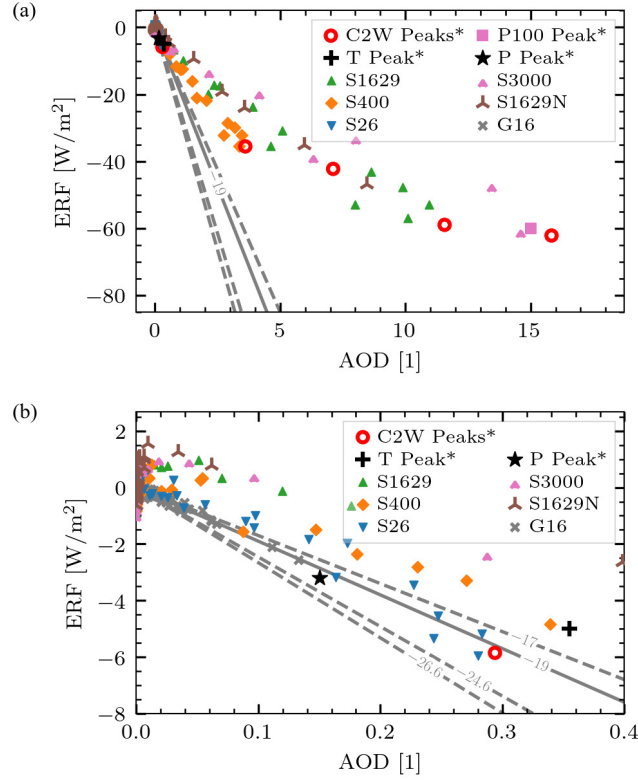 (a)
0
−20
−40
−60
−80
ERF [W/m²]
C2W Peaks*
P100 Peak*
T Peak*
P Peak*
S1629
S3000
S400
S1629N
S26
G16
−19
0
5
10
15
AOD [1]
(b)
2
0
−2
−4
−6
−8
ERF [W/m²]
C2W Peaks*
T Peak*
P Peak*
S1629
S3000
S400
S1629N
S26
G16
−17
−19
−24.6
−26.6
0.0
0.1
0.2
0.3
0.4
AOD [1]